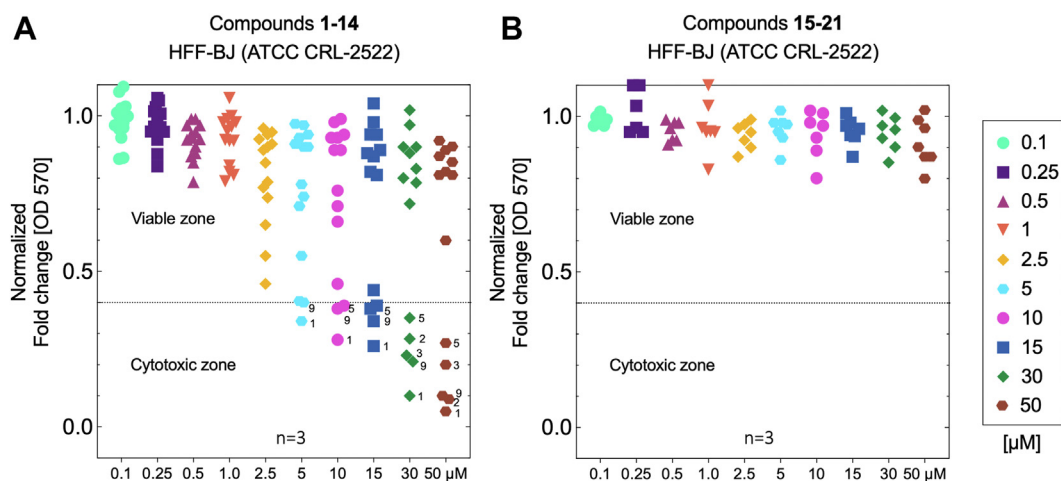 A
Compounds 1-14
HFF-BJ (ATCC CRL-2522)
Normalized
Fold change [OD 570]
1.0
0.5
0.0
Viable zone
Cytotoxic zone
9
1
5
9
1
5
9
1
5
2
3
9
1
5
3
9
2
1
n=3
0.1 0.25 0.5 1.0 2.5 5 10 15 30 50 µM
B
Compounds 15-21
HFF-BJ (ATCC CRL-2522)
Normalized
Fold change [OD 570]
1.0
0.5
0.0
Viable zone
Cytotoxic zone
n=3
0.1 0.25 0.5 1.0 2.5 5 10 15 30 50 µM
0.1
0.25
0.5
1
2.5
5
10
15
30
50
[µM]